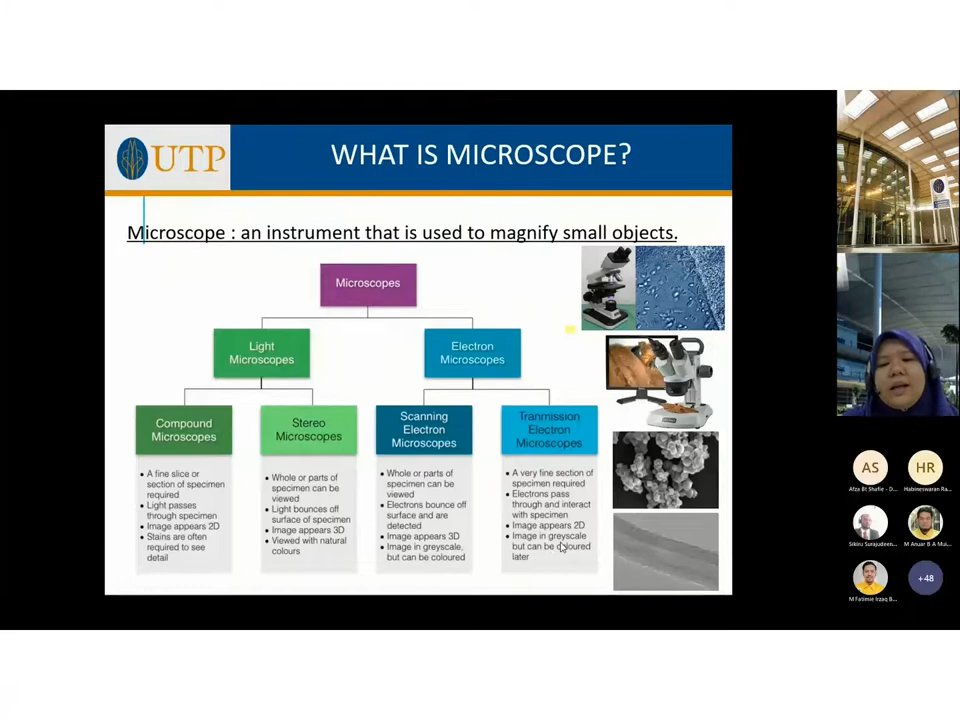 UTP
WHAT IS MICROSCOPE?
Microscope : an instrument that is used to magnify small objects.
Microscopes
Light
Microscopes
Electron
Microscopes
Compound
Microscopes
Stereo
Microscopes
Scanning
Electron
Microscopes
Tranmission
Electron
Microscopes
• A fine slice or
section of specimen
required
• Light passes
through specimen
• Image appears 2D
• Stains are often
required to see
detail
• Whole or parts of
specimen can be
viewed
• Light bounces off
surface of specimen
• Image appears 3D
• Viewed with natural
colours
• Whole or parts of
specimen can be
viewed
• Electrons bounce off
surface and are
detected
• Image appears 3D
• Image in greyscale,
but can be coloured
• A very fine section of
specimen required
• Electrons pass
through and interact
with specimen
• Image appears 2D
• Image in greyscale
but can be coloured
later
AS
HR
Afza Bt Shafie - D...
Habineswaran Ra...
Sikiru Surajudeen...
M Anuar B A Mui...
+48